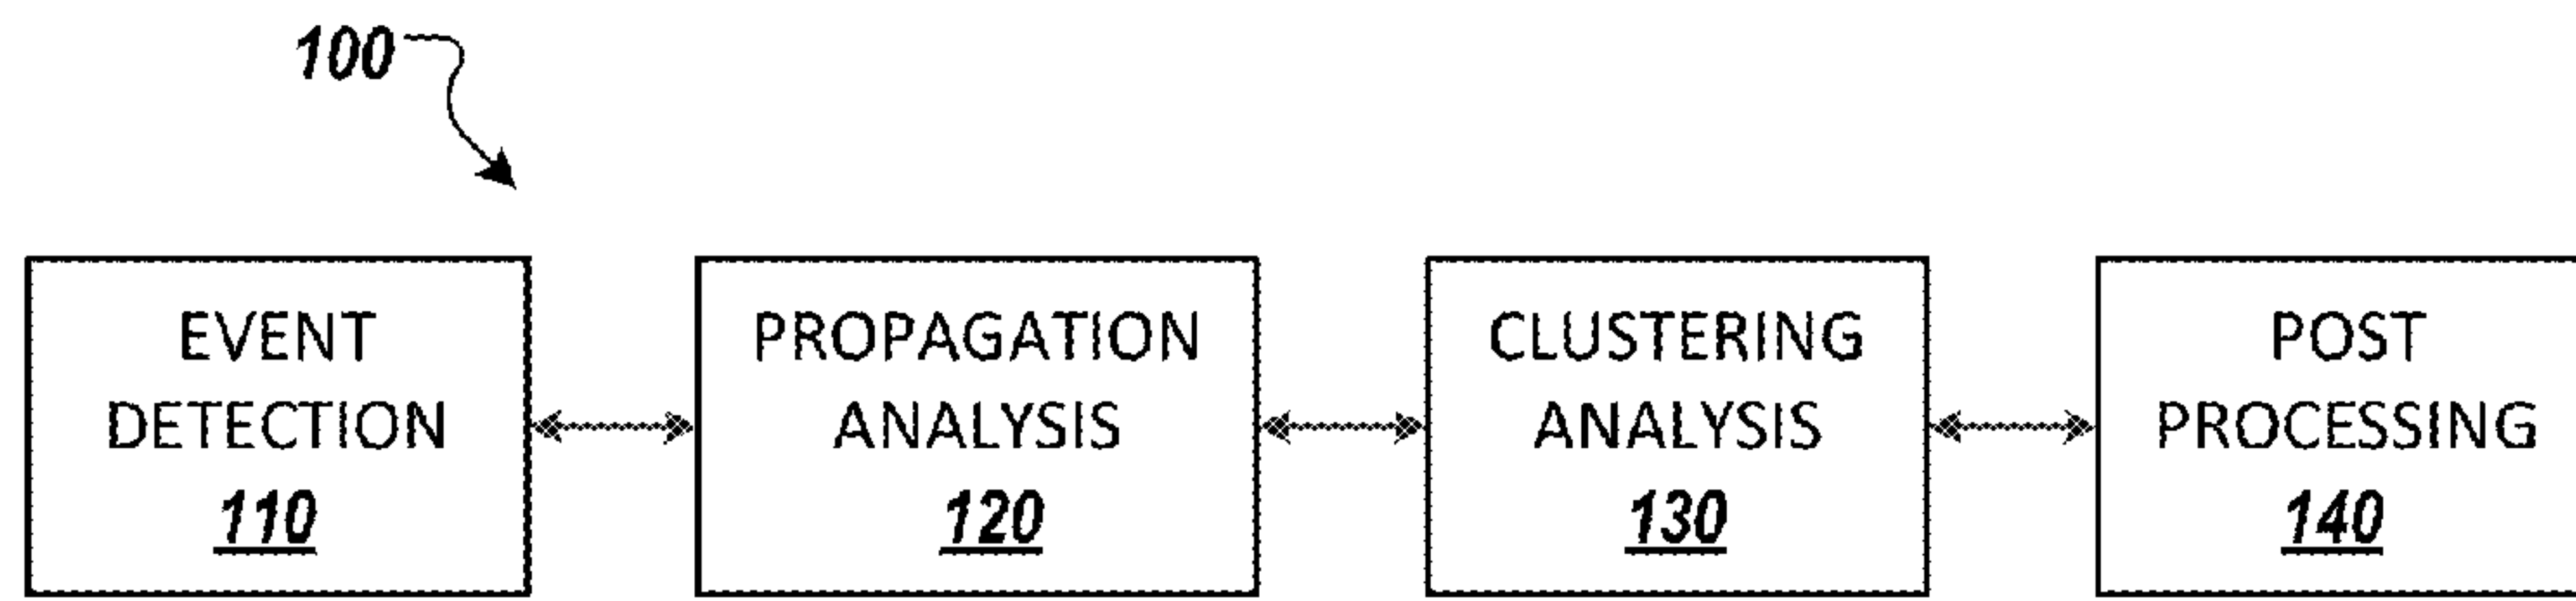 100
EVENT
DETECTION
110
PROPAGATION
ANALYSIS
120
CLUSTERING
ANALYSIS
130
POST
PROCESSING
140